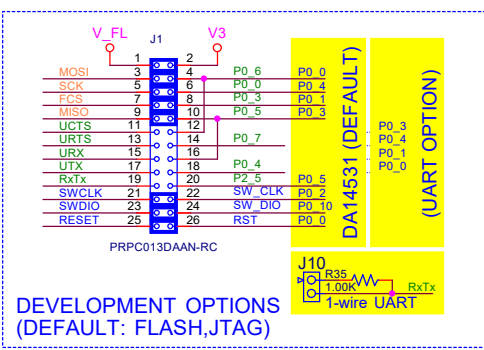 V_FL J1 V3
1 2
MOSI 3 4 P0_6 P0_0
SCK 5 6 P0_0 P0_4
FCS 7 8 P0_3 P0_1
MISO 9 10 P0_5 P0_3
UCTS 11 12 P0_3
URTS 13 14 P0_7 P0_4
URX 15 16 P0_1
UTX 17 18 P0_4 P0_0
RxTx 19 20 P2_5 P0_5
SWCLK 21 22 SW_CLK P0_2
SWDIO 23 24 SW_DIO P0_10
RESET 25 26 RST P0_0
PRPC013DAAN-RC
DA14531 (DEFAULT)
(UART OPTION)
J10
R35
1.00K RxTx
1-wire UART
DEVELOPMENT OPTIONS
(DEFAULT: FLASH,JTAG)